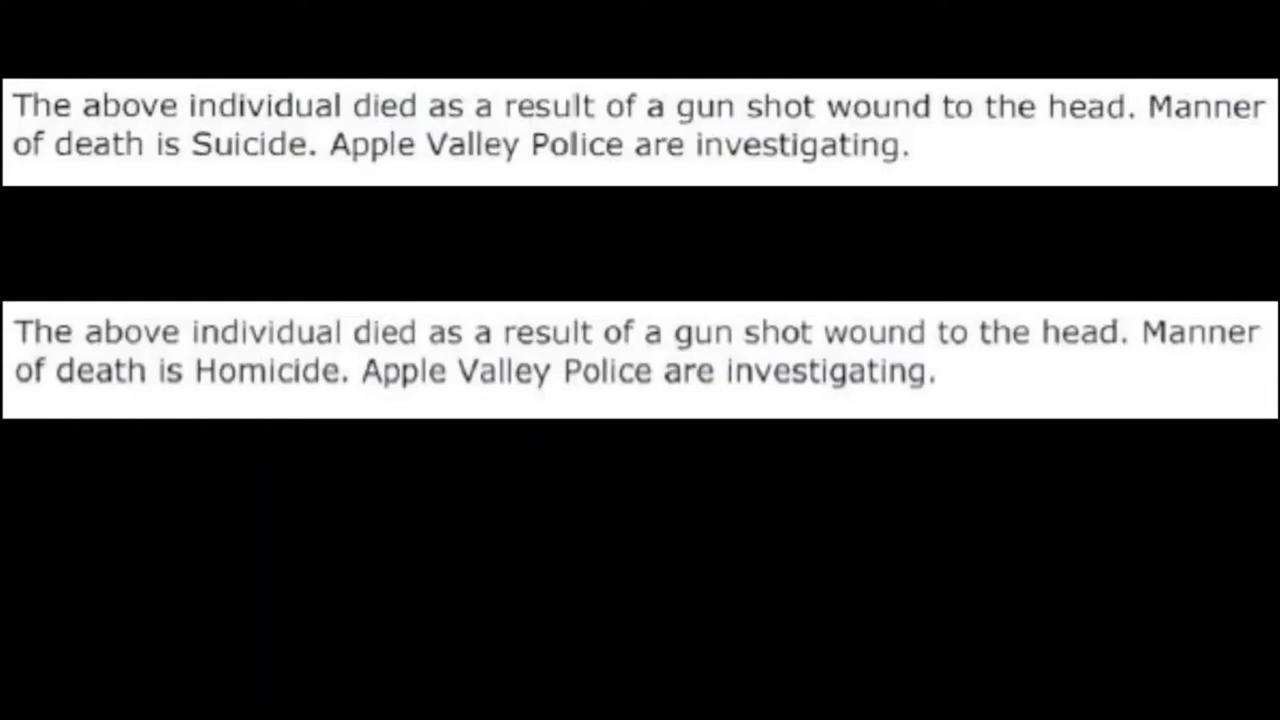 The above individual died as a result of a gun shot wound to the head. Manner
of death is Suicide. Apple Valley Police are investigating.
The above individual died as a result of a gun shot wound to the head. Manner
of death is Homicide. Apple Valley Police are investigating.